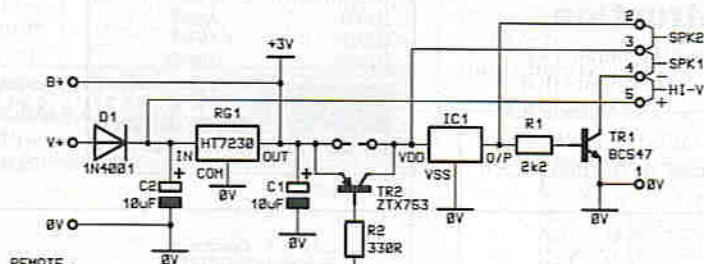 2
SPK2
3
SPK1
4
-
HI-V
5
+
+3V
B+
V+
D1
1N4001
RG1
HT7230
IN
OUT
COM
0V
C2
10uF
+
C1
10uF
+
0V
0V
0V
TR2
ZTX753
R2
330R
IC1
VDD
O/P
VSS
0V
R1
2k2
TR1
BC547
1
0V
0V
REMOTE